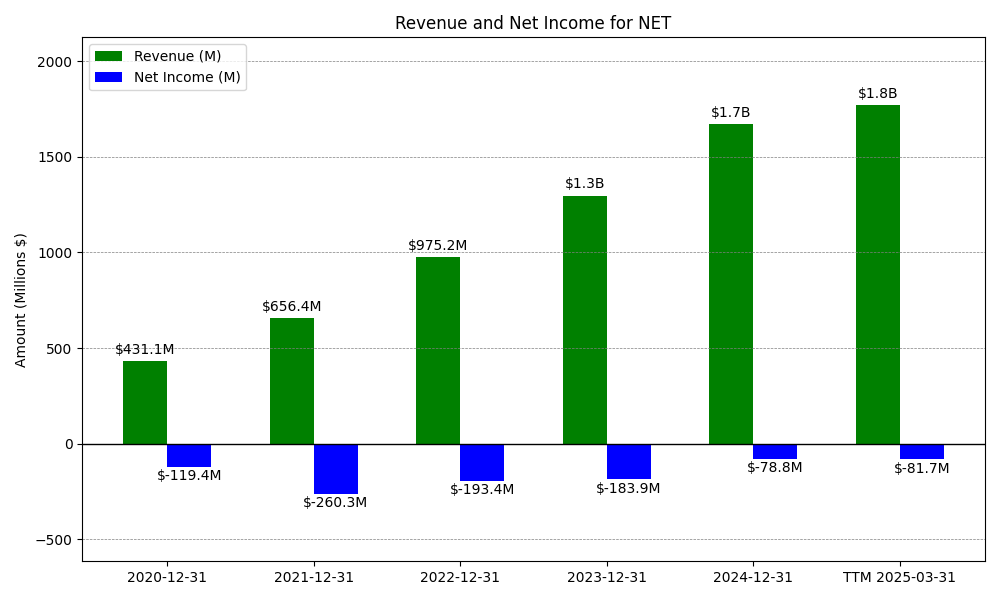 Revenue and Net Income for NET
Revenue (M)
Net Income (M)
Amount (Millions $)
2000
1500
1000
500
0
−500
$431.1M
$656.4M
$975.2M
$1.3B
$1.7B
$1.8B
$-119.4M
$-260.3M
$-193.4M
$-183.9M
$-78.8M
$-81.7M
2020-12-31
2021-12-31
2022-12-31
2023-12-31
2024-12-31
TTM 2025-03-31